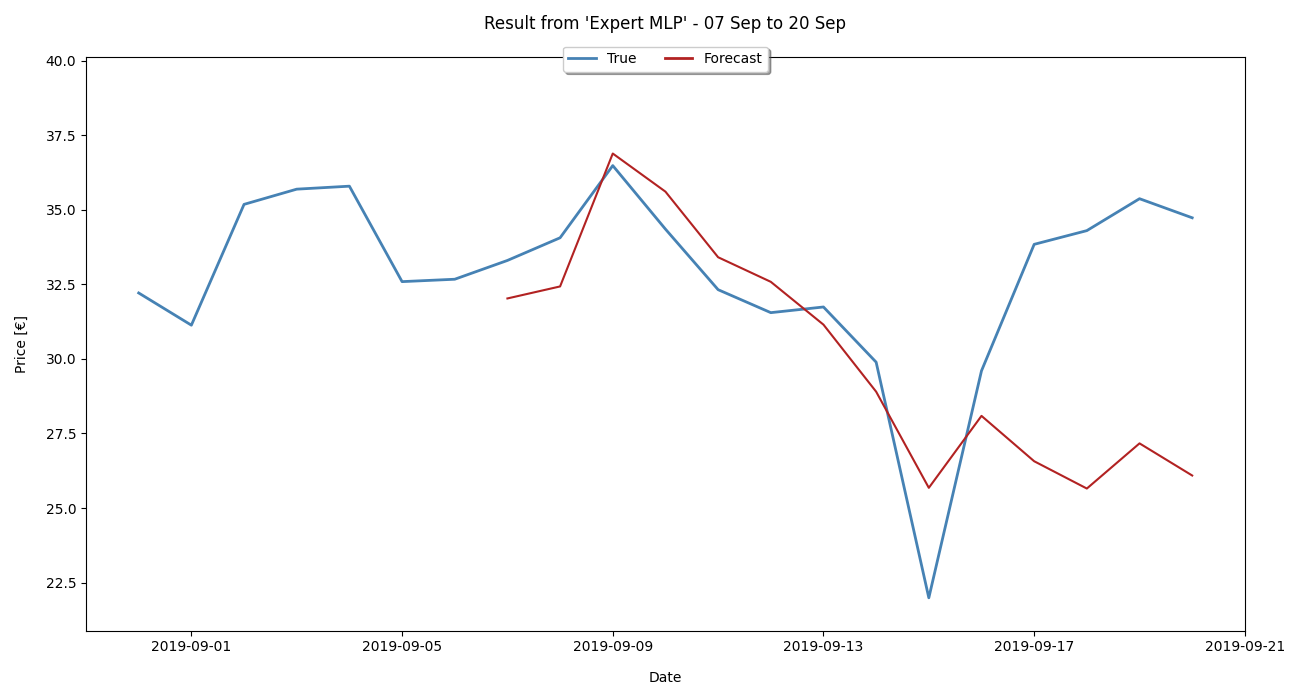 Result from 'Expert MLP' - 07 Sep to 20 Sep
True Forecast
40.0
37.5
35.0
32.5
30.0
27.5
25.0
22.5
Price [€]
2019-09-01 2019-09-05 2019-09-09 2019-09-13 2019-09-17 2019-09-21
Date